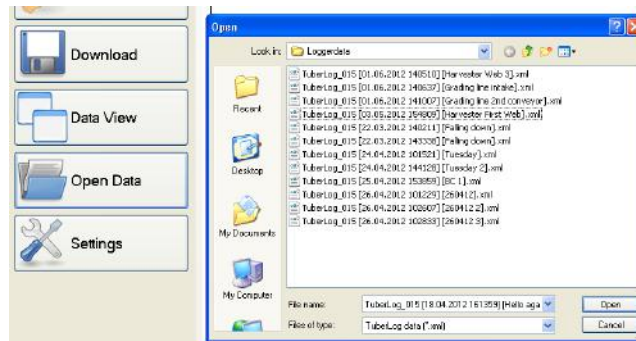 Download
Data View
Open Data
Settings
Open
Look in: Loggerdata
Recent
Desktop
My Documents
My Computer
TuberLog_015 [01.06.2012 140510] [Harvester Web 3].xml
TuberLog_015 [01.06.2012 140637] [Grading line intake].xml
TuberLog_015 [01.06.2012 141007] [Grading line 2nd conveyor].xml
TuberLog_015 [03.05.2012 154809] [Harvester First Web].xml
TuberLog_015 [22.03.2012 140211] [Falling down].xml
TuberLog_015 [22.03.2012 143338] [Falling down].xml
TuberLog_015 [24.04.2012 101521] [Tuesday].xml
TuberLog_015 [24.04.2012 144128] [Tuesday 2].xml
TuberLog_015 [25.04.2012 153859] [BC 1].xml
TuberLog_015 [26.04.2012 101229] [260412].xml
TuberLog_015 [26.04.2012 102607] [260412 2].xml
TuberLog_015 [26.04.2012 102833] [260412 3].xml
File name: TuberLog_015 [18.04.2012 161359] [Hello aga Open
Files of type: TuberLog data (*.xml) Cancel